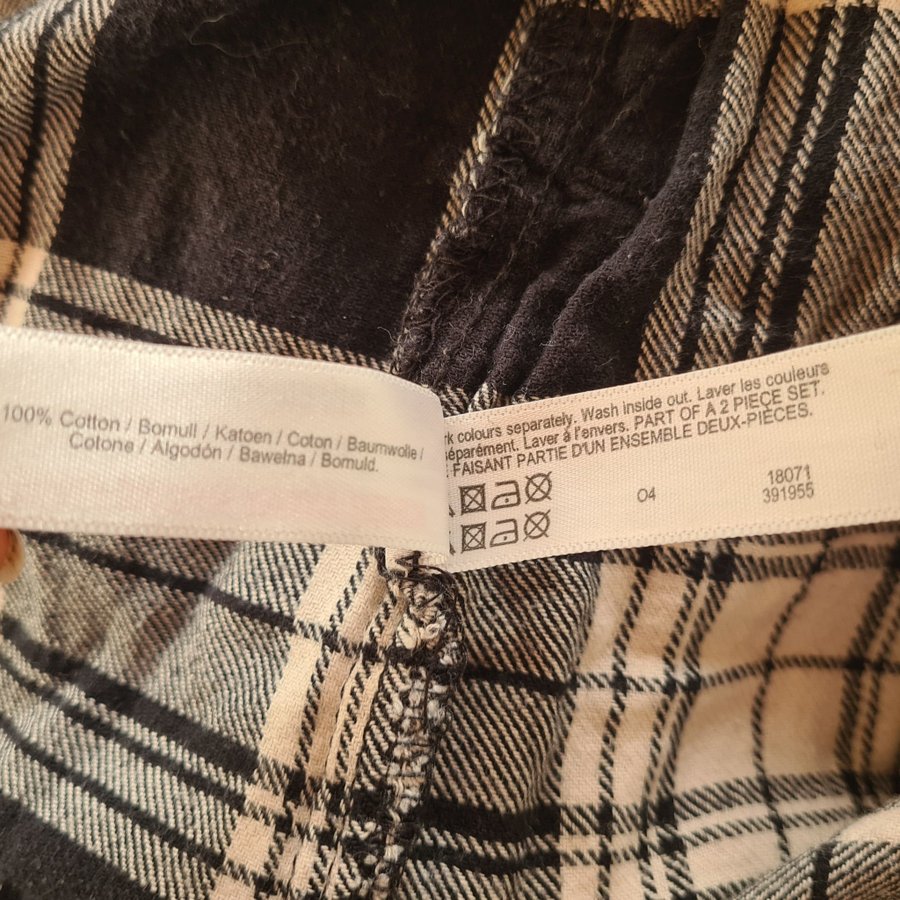 100% Cotton / Bomull / Katoen / Coton / Baumwolle /
Cotone / Algodón / Bawełna / Bomuld.
rk colours separately. Wash inside out. Laver les couleurs
séparément. Laver à l'envers. PART OF A 2 PIECE SET.
FAISANT PARTIE D'UN ENSEMBLE DEUX-PIÈCES.
04
18071
391955